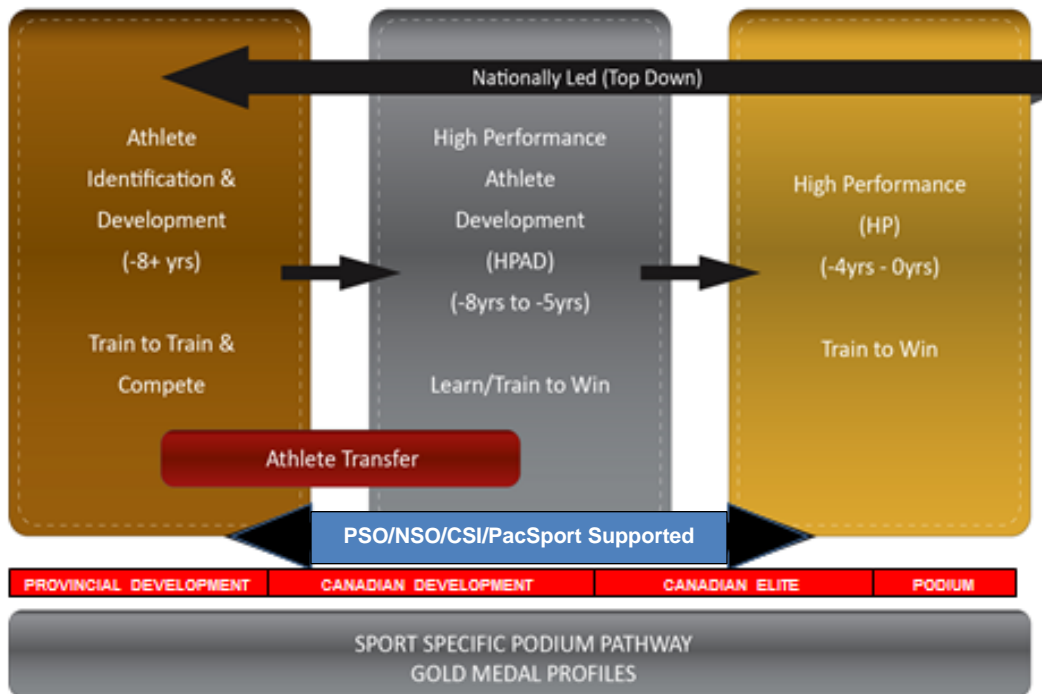 Nationally Led (Top Down)
Athlete
Identification &
Development
(-8+ yrs)
Train to Train &
Compete
High Performance
Athlete
Development
(HPAD)
(-8yrs to -5yrs)
Learn/Train to Win
High Performance
(HP)
(-4yrs - 0yrs)
Train to Win
Athlete Transfer
PSO/NSO/CSI/PacSport Supported
PROVINCIAL DEVELOPMENT
CANADIAN DEVELOPMENT
CANADIAN ELITE
PODIUM
SPORT SPECIFIC PODIUM PATHWAY
GOLD MEDAL PROFILES